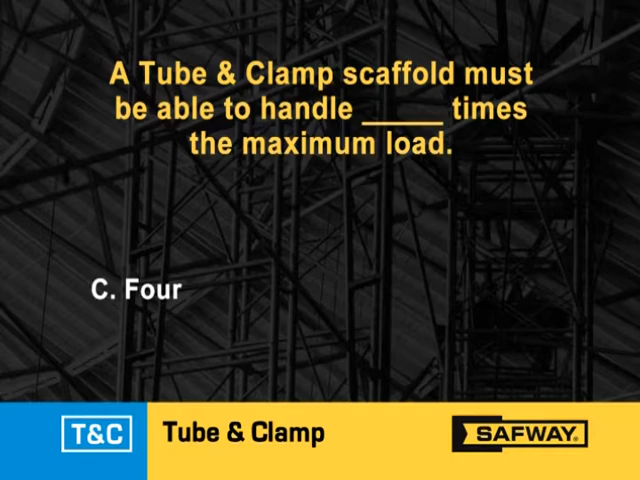 A Tube & Clamp scaffold must
be able to handle _____ times
the maximum load.
C. Four
T&C
Tube & Clamp
SAFWAY®